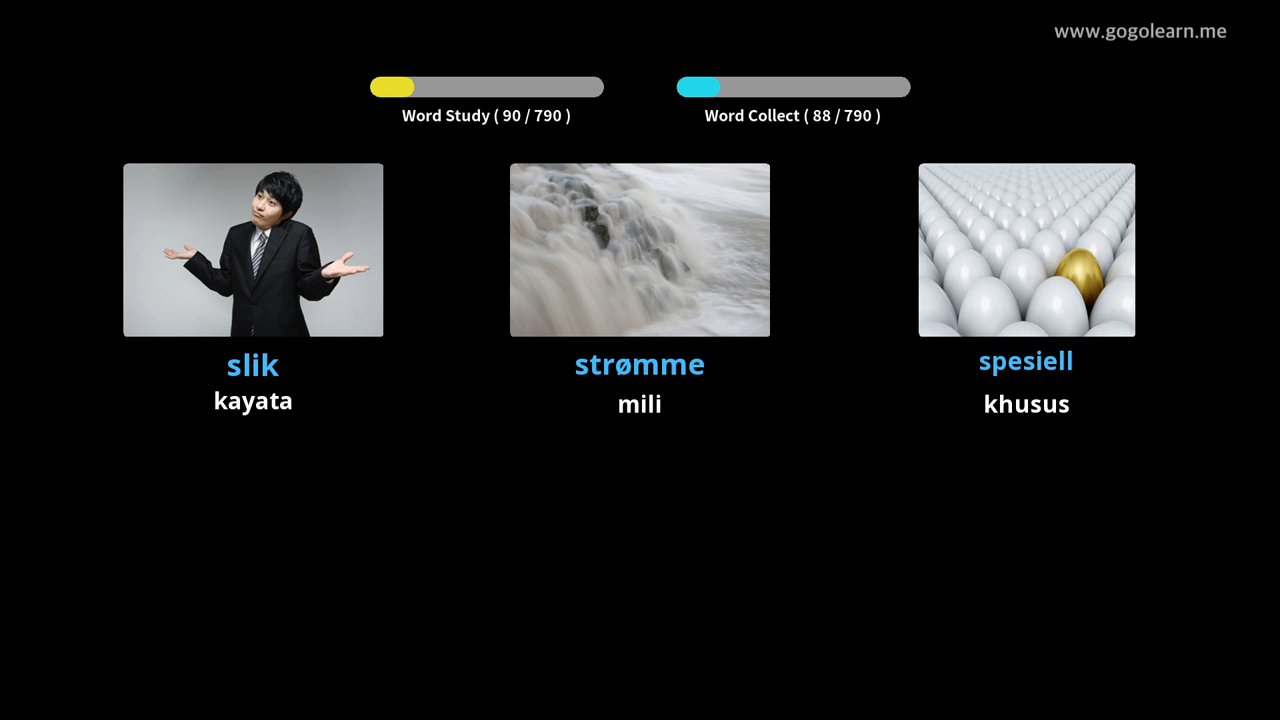 www.gogolearn.me
Word Study ( 90 / 790 )
Word Collect ( 88 / 790 )
slik
kayata
strømme
mili
spesiell
khusus